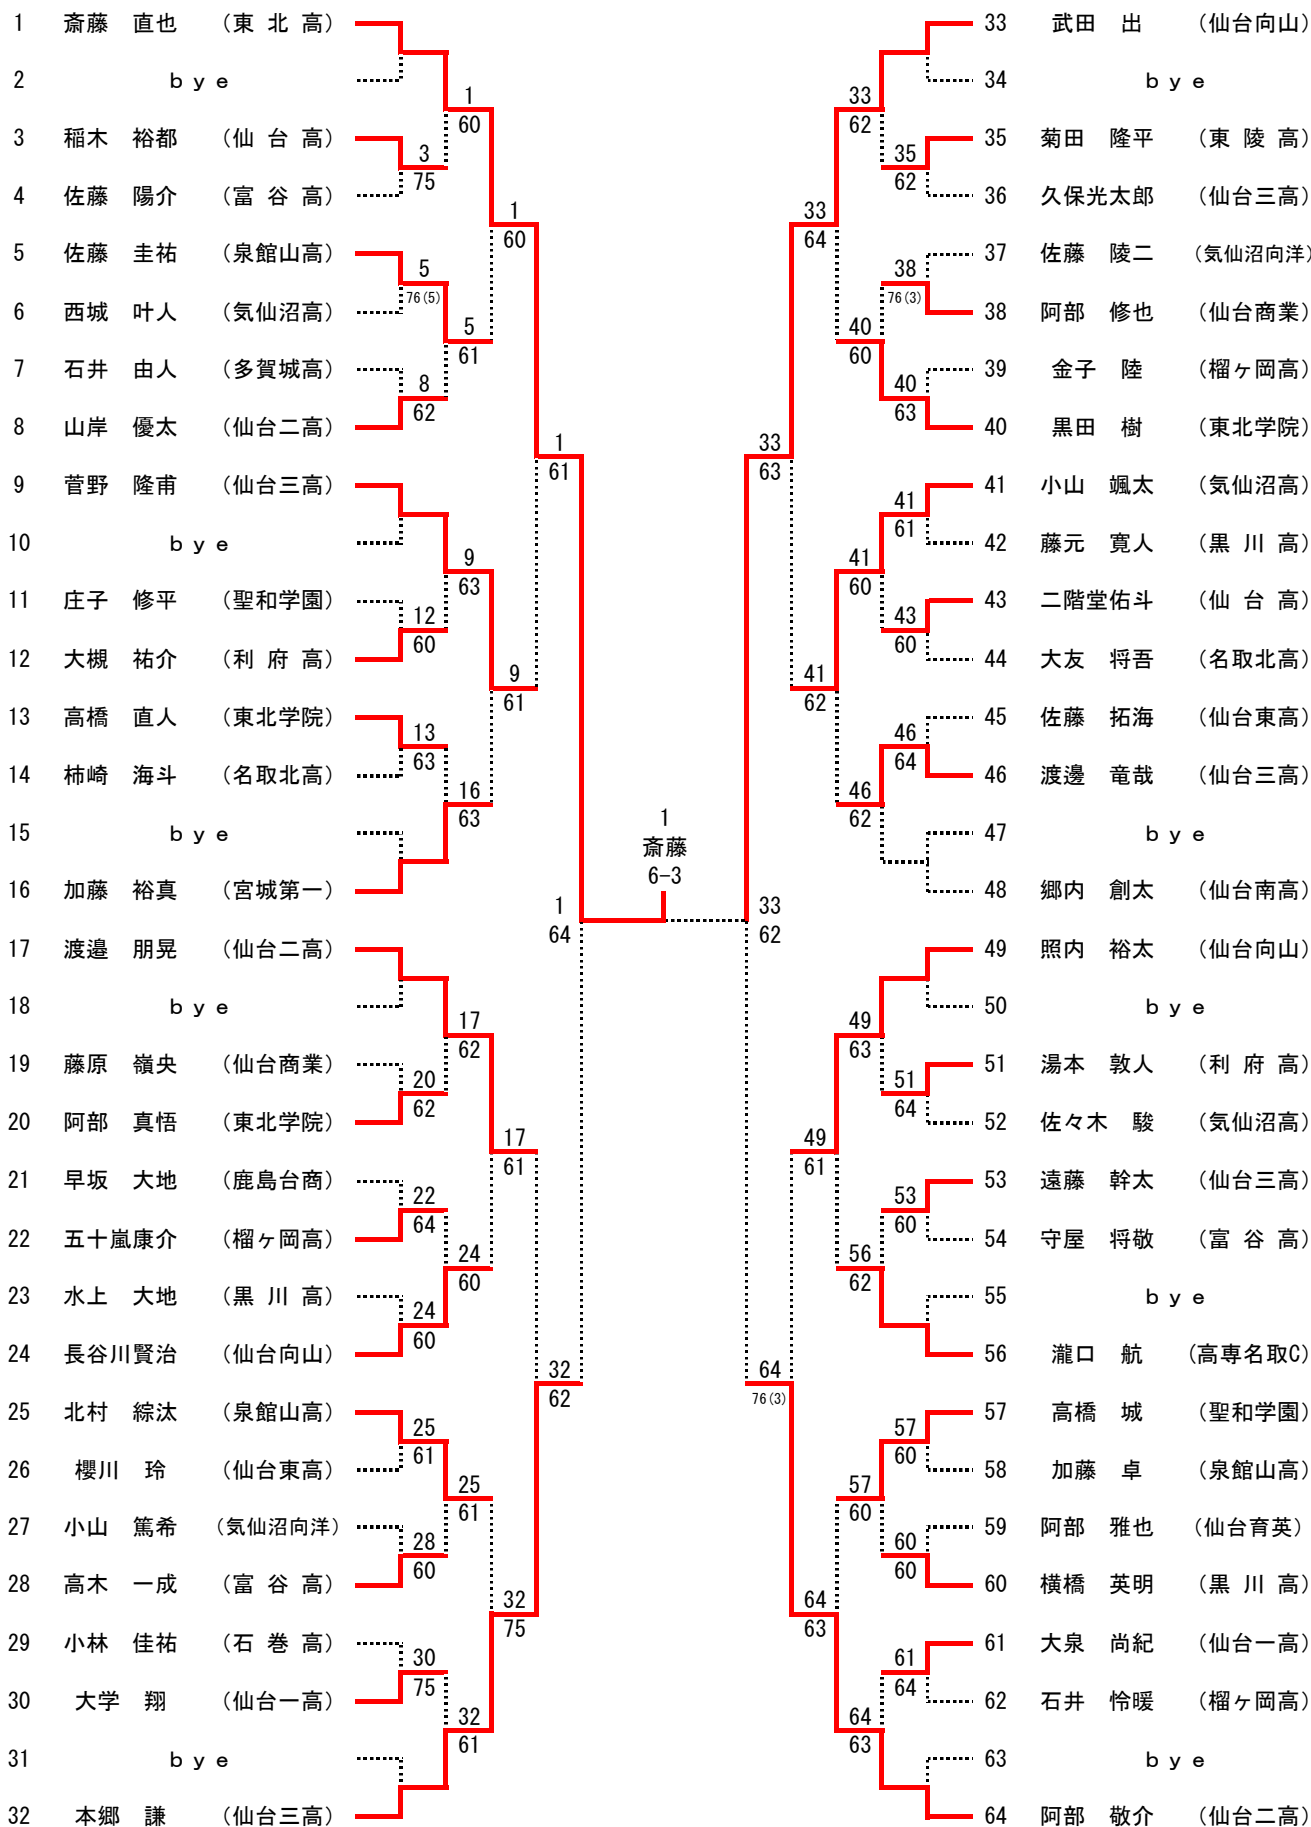 1 斎藤 直也 (東 北 高)
2 bye
1
60
3 稲木 裕都 (仙 台 高)
3
75
4 佐藤 陽介 (富 谷 高)
1
60
5 佐藤 圭祐 (泉館山高)
5
76(5)
6 西城 叶人 (気仙沼高)
5
61
7 石井 由人 (多賀城高)
8
62
8 山岸 優太 (仙台二高)
1
61
9 菅野 隆甫 (仙台三高)
10 bye
9
63
11 庄子 修平 (聖和学園)
12
60
12 大槻 祐介 (利 府 高)
9
61
13 高橋 直人 (東北学院)
13
63
14 柿崎 海斗 (名取北高)
16
63
15 bye
16 加藤 裕真 (宮城第一)
1
64
17 渡邉 朋晃 (仙台二高)
18 bye
17
62
19 藤原 嶺央 (仙台商業)
20
62
20 阿部 真悟 (東北学院)
17
61
21 早坂 大地 (鹿島台商)
22
64
22 五十嵐康介 (榴ヶ岡高)
24
60
23 水上 大地 (黒 川 高)
24
60
24 長谷川賢治 (仙台向山)
32
62
25 北村 綜汰 (泉館山高)
25
61
26 櫻川 玲 (仙台東高)
25
61
27 小山 篤希 (気仙沼向洋)
28
60
28 高木 一成 (富 谷 高)
32
75
29 小林 佳祐 (石 巻 高)
30
75
30 大学 翔 (仙台一高)
32
61
31 bye
32 本郷 謙 (仙台三高)
1
斎藤
6-3
33 武田 出 (仙台向山)
34 bye
33
62
35 菊田 隆平 (東 陵 高)
35
62
36 久保光太郎 (仙台三高)
33
64
37 佐藤 陵二 (気仙沼向洋)
38
76(3)
38 阿部 修也 (仙台商業)
40
60
39 金子 陸 (榴ヶ岡高)
40
63
40 黒田 樹 (東北学院)
33
63
41 小山 颯太 (気仙沼高)
41
61
42 藤元 寛人 (黒 川 高)
41
60
43 二階堂佑斗 (仙 台 高)
43
60
44 大友 将吾 (名取北高)
41
62
45 佐藤 拓海 (仙台東高)
46
64
46 渡邊 竜哉 (仙台三高)
46
62
47 bye
48 郷内 創太 (仙台南高)
33
62
49 照内 裕太 (仙台向山)
50 bye
49
63
51 湯本 敦人 (利 府 高)
51
64
52 佐々木 駿 (気仙沼高)
49
61
53 遠藤 幹太 (仙台三高)
53
60
54 守屋 将敬 (富 谷 高)
56
62
55 bye
56 瀧口 航 (高専名取C)
64
76(3)
57 高橋 城 (聖和学園)
57
60
58 加藤 卓 (泉館山高)
57
60
59 阿部 雅也 (仙台育英)
60
60
60 横橋 英明 (黒 川 高)
64
63
61 大泉 尚紀 (仙台一高)
61
64
62 石井 怜暖 (榴ヶ岡高)
64
63
63 bye
64 阿部 敬介 (仙台二高)